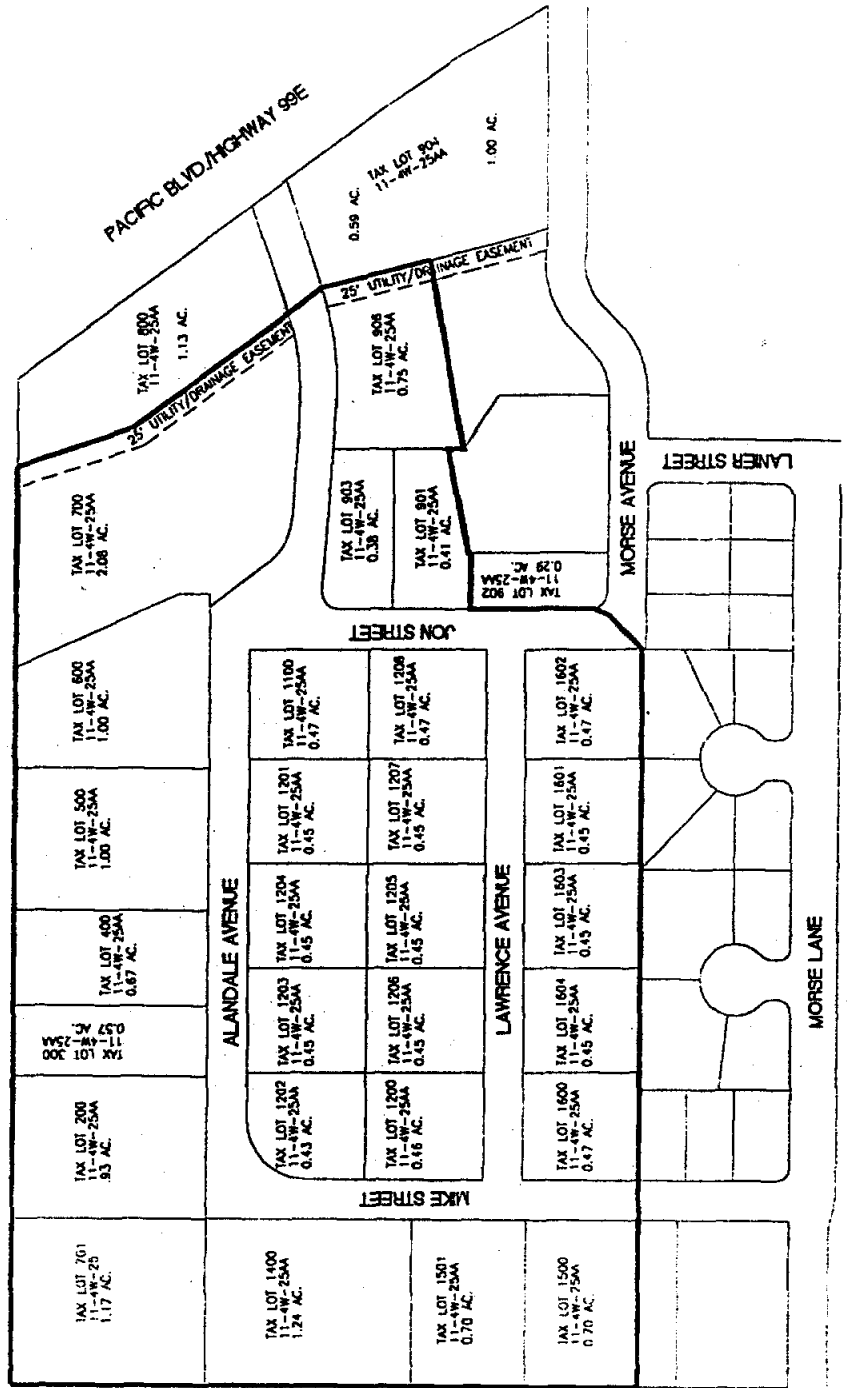 PACIFIC BLVD./HIGHWAY 99E
TAX LOT 904
11-4W-25AA
0.59 AC.
1.00 AC.
TAX LOT 800
11-4W-25AA
1.13 AC.
25' UTILITY/DRAINAGE EASEMENT
25' UTILITY/DRAINAGE EASEMENT
TAX LOT 906
11-4W-25AA
0.75 AC.
TAX LOT 700
11-4W-25AA
2.08 AC.
TAX LOT 903
11-4W-25AA
0.38 AC.
TAX LOT 901
11-4W-25AA
0.41 AC.
TAX LOT 902
11-4W-25AA
0.29 AC.
MORSE AVENUE
LANIER STREET
JON STREET
TAX LOT 600
11-4W-25AA
1.00 AC.
TAX LOT 1100
11-4W-25AA
0.47 AC.
TAX LOT 1208
11-4W-25AA
0.47 AC.
TAX LOT 1602
11-4W-25AA
0.47 AC.
TAX LOT 500
11-4W-25AA
1.00 AC.
TAX LOT 1201
11-4W-25AA
0.45 AC.
TAX LOT 1207
11-4W-25AA
0.45 AC.
TAX LOT 1601
11-4W-25AA
0.45 AC.
TAX LOT 400
11-4W-25AA
0.67 AC.
ALANDALE AVENUE
TAX LOT 1204
11-4W-25AA
0.45 AC.
TAX LOT 1205
11-4W-25AA
0.45 AC.
LAWRENCE AVENUE
TAX LOT 1603
11-4W-25AA
0.45 AC.
MORSE LANE
TAX LOT 300
11-4W-25AA
0.57 AC.
TAX LOT 1203
11-4W-25AA
0.45 AC.
TAX LOT 1206
11-4W-25AA
0.45 AC.
TAX LOT 1604
11-4W-25AA
0.45 AC.
TAX LOT 200
11-4W-25AA
.93 AC.
TAX LOT 1202
11-4W-25AA
0.43 AC.
TAX LOT 1200
11-4W-25AA
0.46 AC.
TAX LOT 1600
11-4W-25AA
0.47 AC.
MIKE STREET
TAX LOT 701
11-4W-25
1.17 AC.
TAX LOT 1400
11-4W-25AA
1.24 AC.
TAX LOT 1501
11-4W-25AA
0.70 AC.
TAX LOT 1500
11-4W-25AA
0.70 AC.